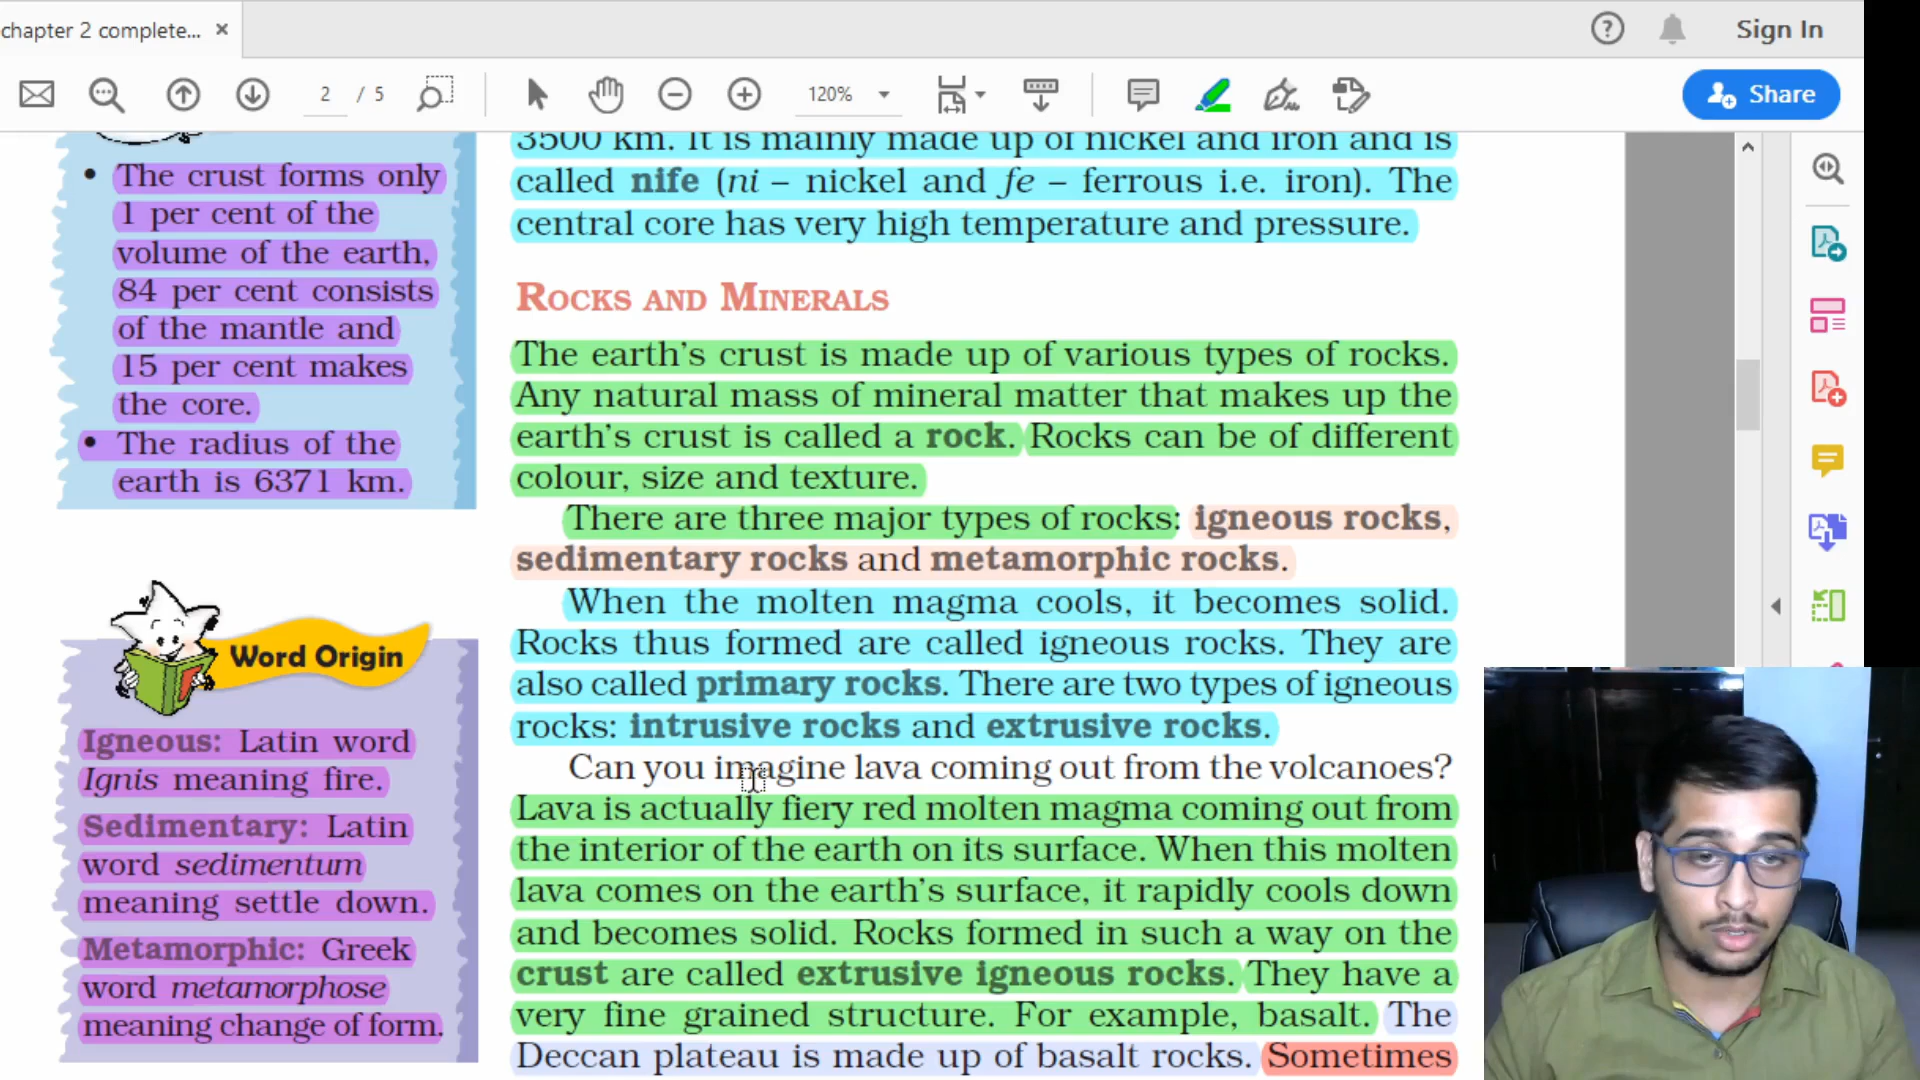 chapter 2 complete...
Sign In
2 / 5
120%
Share
• The crust forms only
1 per cent of the
volume of the earth,
84 per cent consists
of the mantle and
15 per cent makes
the core.
• The radius of the
earth is 6371 km.
Word Origin
Igneous: Latin word
Ignis meaning fire.
Sedimentary: Latin
word sedimentum
meaning settle down.
Metamorphic: Greek
word metamorphose
meaning change of form.
3500 km. It is mainly made up of nickel and iron and is
called nife (ni – nickel and fe – ferrous i.e. iron). The
central core has very high temperature and pressure.
ROCKS AND MINERALS
The earth's crust is made up of various types of rocks.
Any natural mass of mineral matter that makes up the
earth's crust is called a rock. Rocks can be of different
colour, size and texture.
There are three major types of rocks: igneous rocks,
sedimentary rocks and metamorphic rocks.
When the molten magma cools, it becomes solid.
Rocks thus formed are called igneous rocks. They are
also called primary rocks. There are two types of igneous
rocks: intrusive rocks and extrusive rocks.
Can you imagine lava coming out from the volcanoes?
Lava is actually fiery red molten magma coming out from
the interior of the earth on its surface. When this molten
lava comes on the earth's surface, it rapidly cools down
and becomes solid. Rocks formed in such a way on the
crust are called extrusive igneous rocks. They have a
very fine grained structure. For example, basalt. The
Deccan plateau is made up of basalt rocks. Sometimes